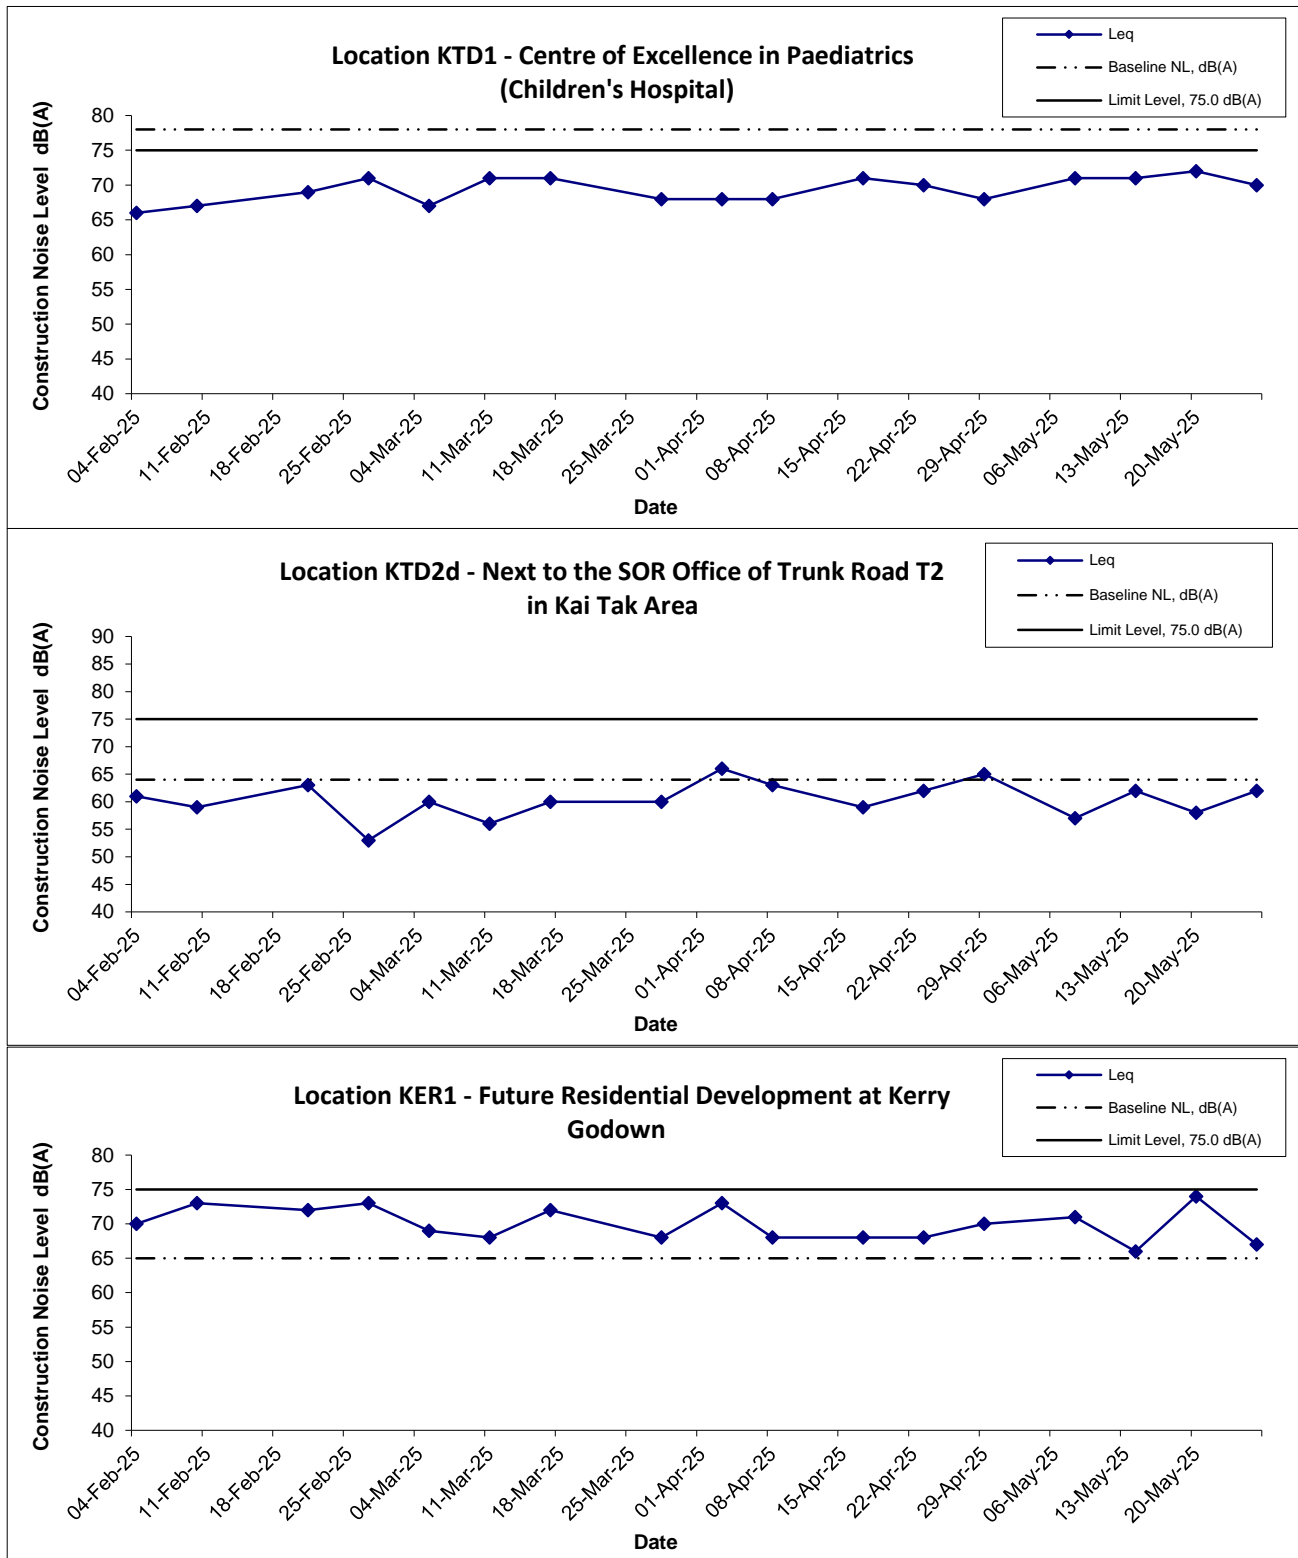 Location KTD1 - Centre of Excellence in Paediatrics
(Children's Hospital)
Leq
Baseline NL, dB(A)
Limit Level, 75.0 dB(A)
Construction Noise Level dB(A)
80
75
70
65
60
55
50
45
40
04-Feb-25
11-Feb-25
18-Feb-25
25-Feb-25
04-Mar-25
11-Mar-25
18-Mar-25
25-Mar-25
01-Apr-25
08-Apr-25
15-Apr-25
22-Apr-25
29-Apr-25
06-May-25
13-May-25
20-May-25
Date
Location KTD2d - Next to the SOR Office of Trunk Road T2
in Kai Tak Area
Leq
Baseline NL, dB(A)
Limit Level, 75.0 dB(A)
Construction Noise Level dB(A)
90
85
80
75
70
65
60
55
50
45
40
04-Feb-25
11-Feb-25
18-Feb-25
25-Feb-25
04-Mar-25
11-Mar-25
18-Mar-25
25-Mar-25
01-Apr-25
08-Apr-25
15-Apr-25
22-Apr-25
29-Apr-25
06-May-25
13-May-25
20-May-25
Date
Location KER1 - Future Residential Development at Kerry
Godown
Leq
Baseline NL, dB(A)
Limit Level, 75.0 dB(A)
Construction Noise Level dB(A)
80
75
70
65
60
55
50
45
40
04-Feb-25
11-Feb-25
18-Feb-25
25-Feb-25
04-Mar-25
11-Mar-25
18-Mar-25
25-Mar-25
01-Apr-25
08-Apr-25
15-Apr-25
22-Apr-25
29-Apr-25
06-May-25
13-May-25
20-May-25
Date